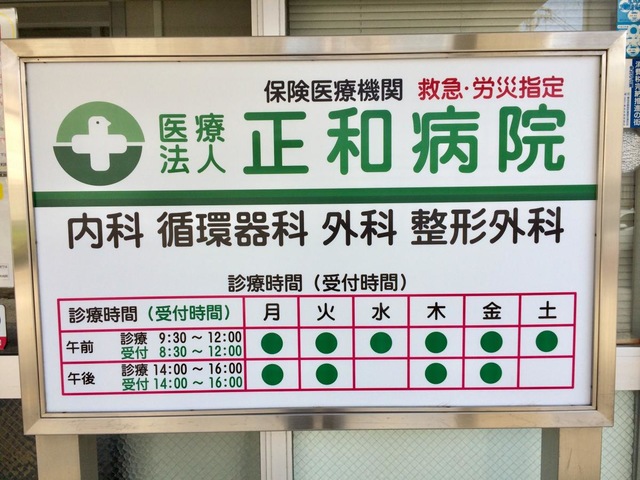 保険医療機関 救急・労災指定
医療法人 正和病院
内科 循環器科 外科 整形外科
診療時間（受付時間）
診療時間（受付時間） 月 火 水 木 金 土
午前 診療 9:30～12:00 ● ● ● ● ● ●
受付 8:30～12:00
午後 診療 14:00～16:00 ● ● ● ●
受付 14:00～16:00